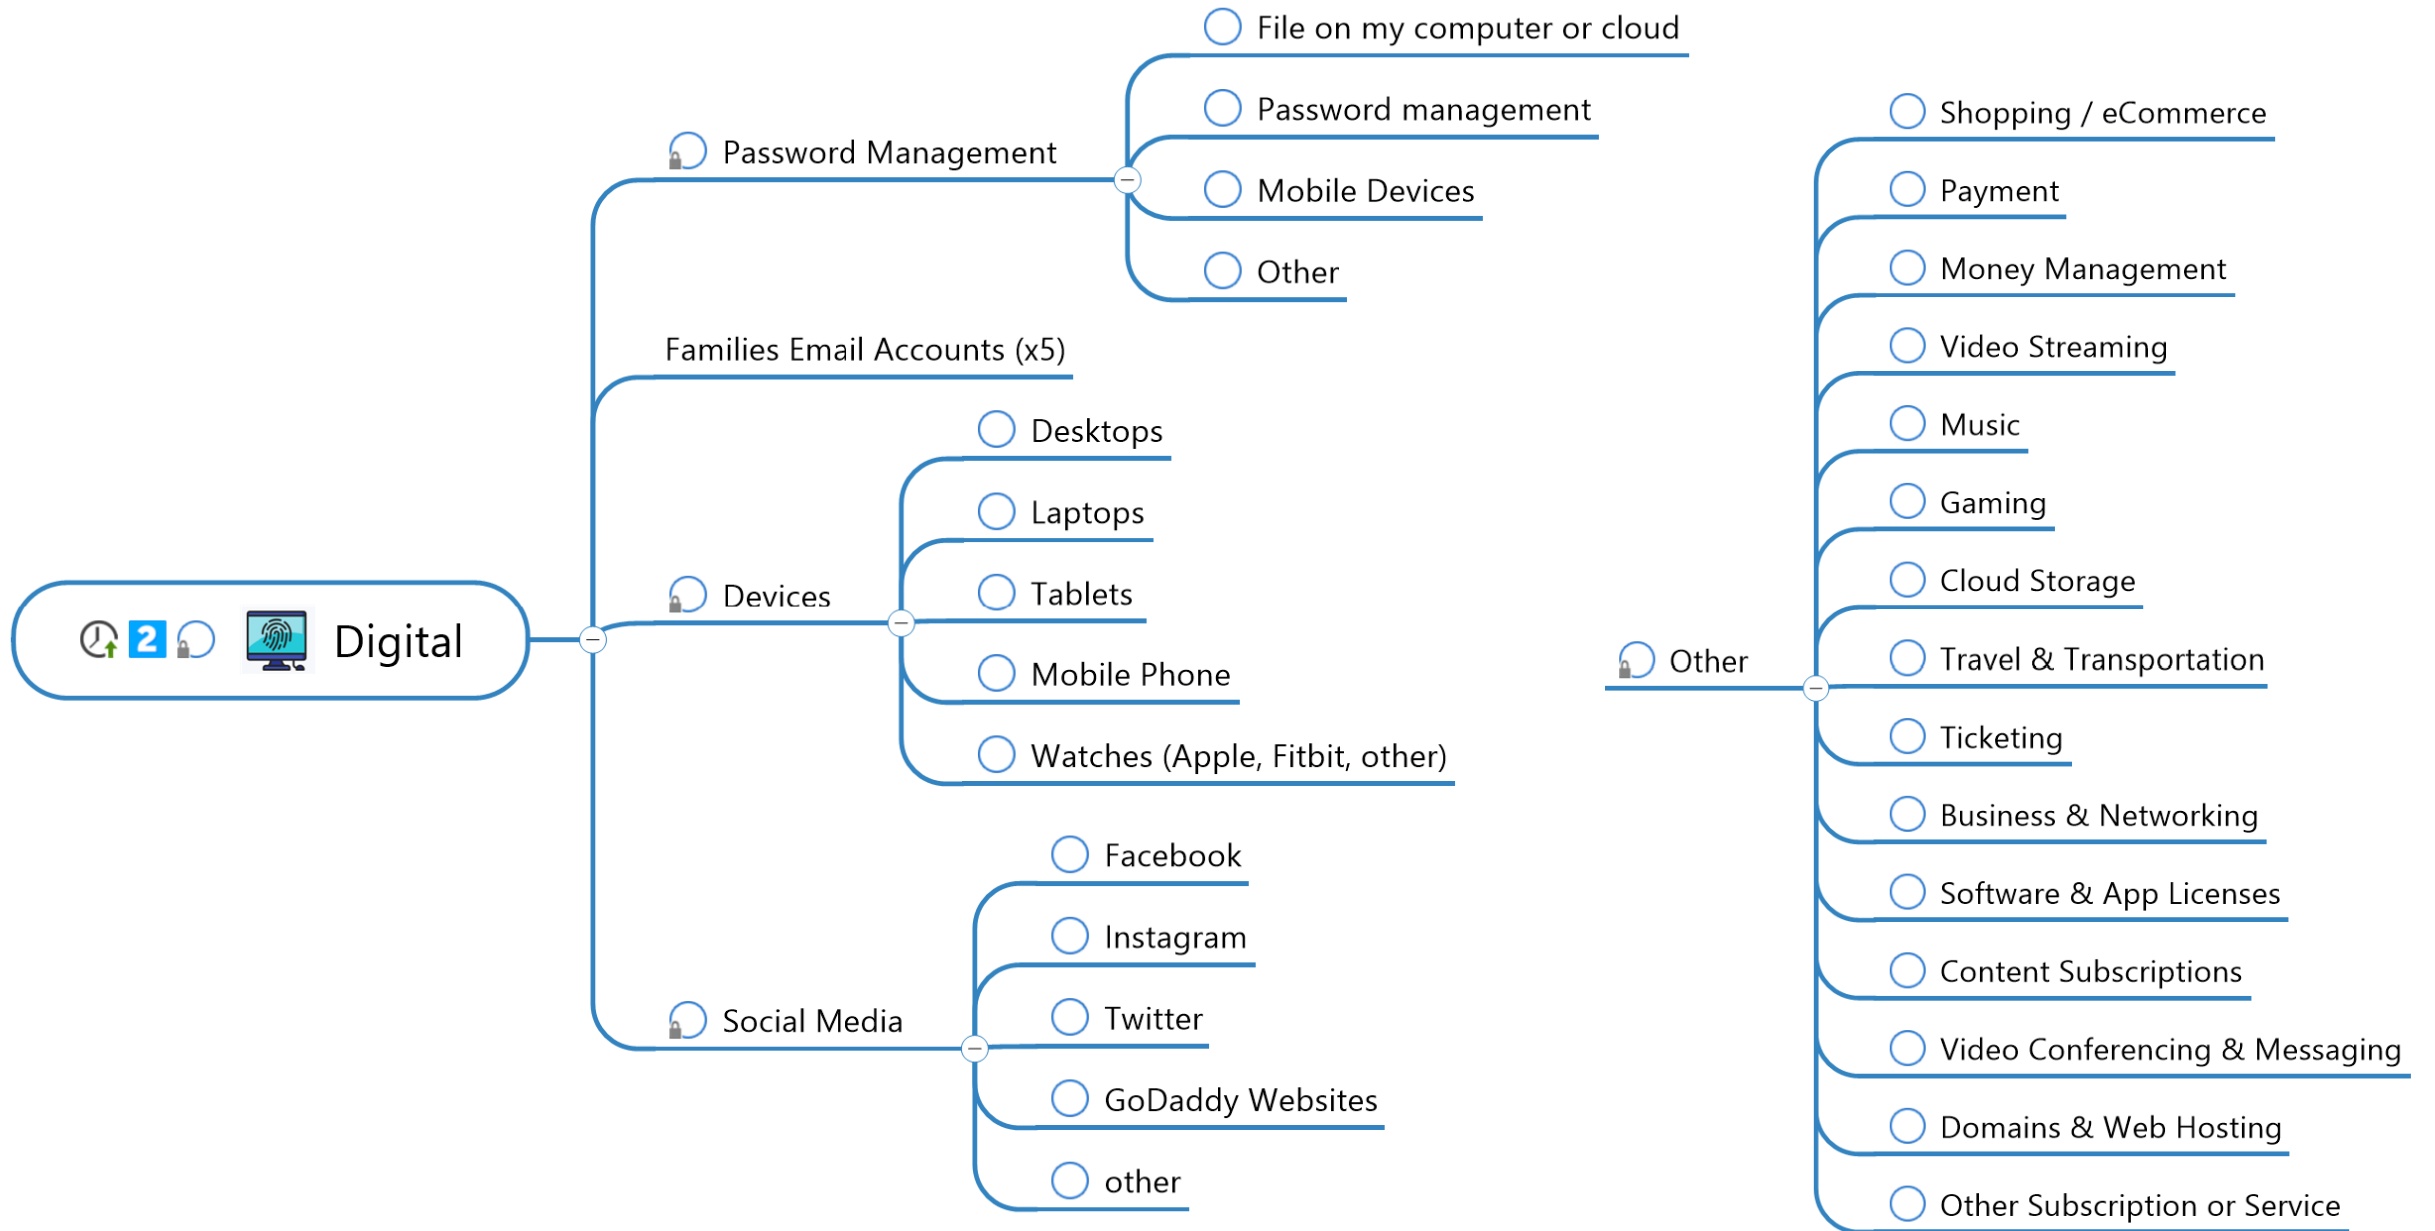 2
Digital
Password Management
File on my computer or cloud
Password management
Mobile Devices
Other
Families Email Accounts (x5)
Devices
Desktops
Laptops
Tablets
Mobile Phone
Watches (Apple, Fitbit, other)
Social Media
Facebook
Instagram
Twitter
GoDaddy Websites
other
Other
Shopping / eCommerce
Payment
Money Management
Video Streaming
Music
Gaming
Cloud Storage
Travel & Transportation
Ticketing
Business & Networking
Software & App Licenses
Content Subscriptions
Video Conferencing & Messaging
Domains & Web Hosting
Other Subscription or Service